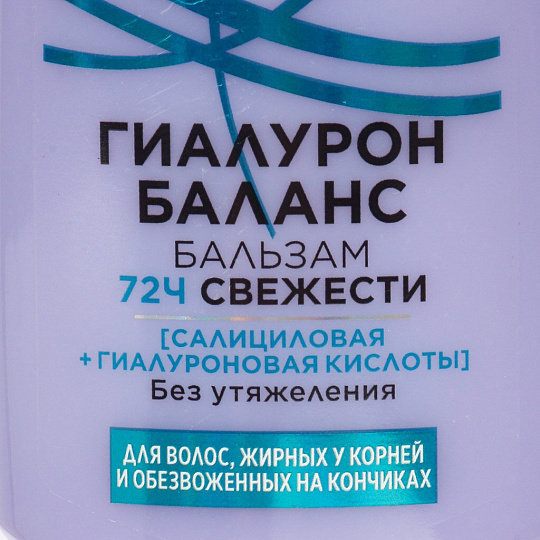 ГИАЛУРОН
БАЛАНС
БАЛЬЗАМ
72Ч СВЕЖЕСТИ
[САЛИЦИЛОВАЯ
+ ГИАЛУРОНОВАЯ КИСЛОТЫ]
Без утяжеления
ДЛЯ ВОЛОС, ЖИРНЫХ У КОРНЕЙ
И ОБЕЗВОЖЕННЫХ НА КОНЧИКАХ